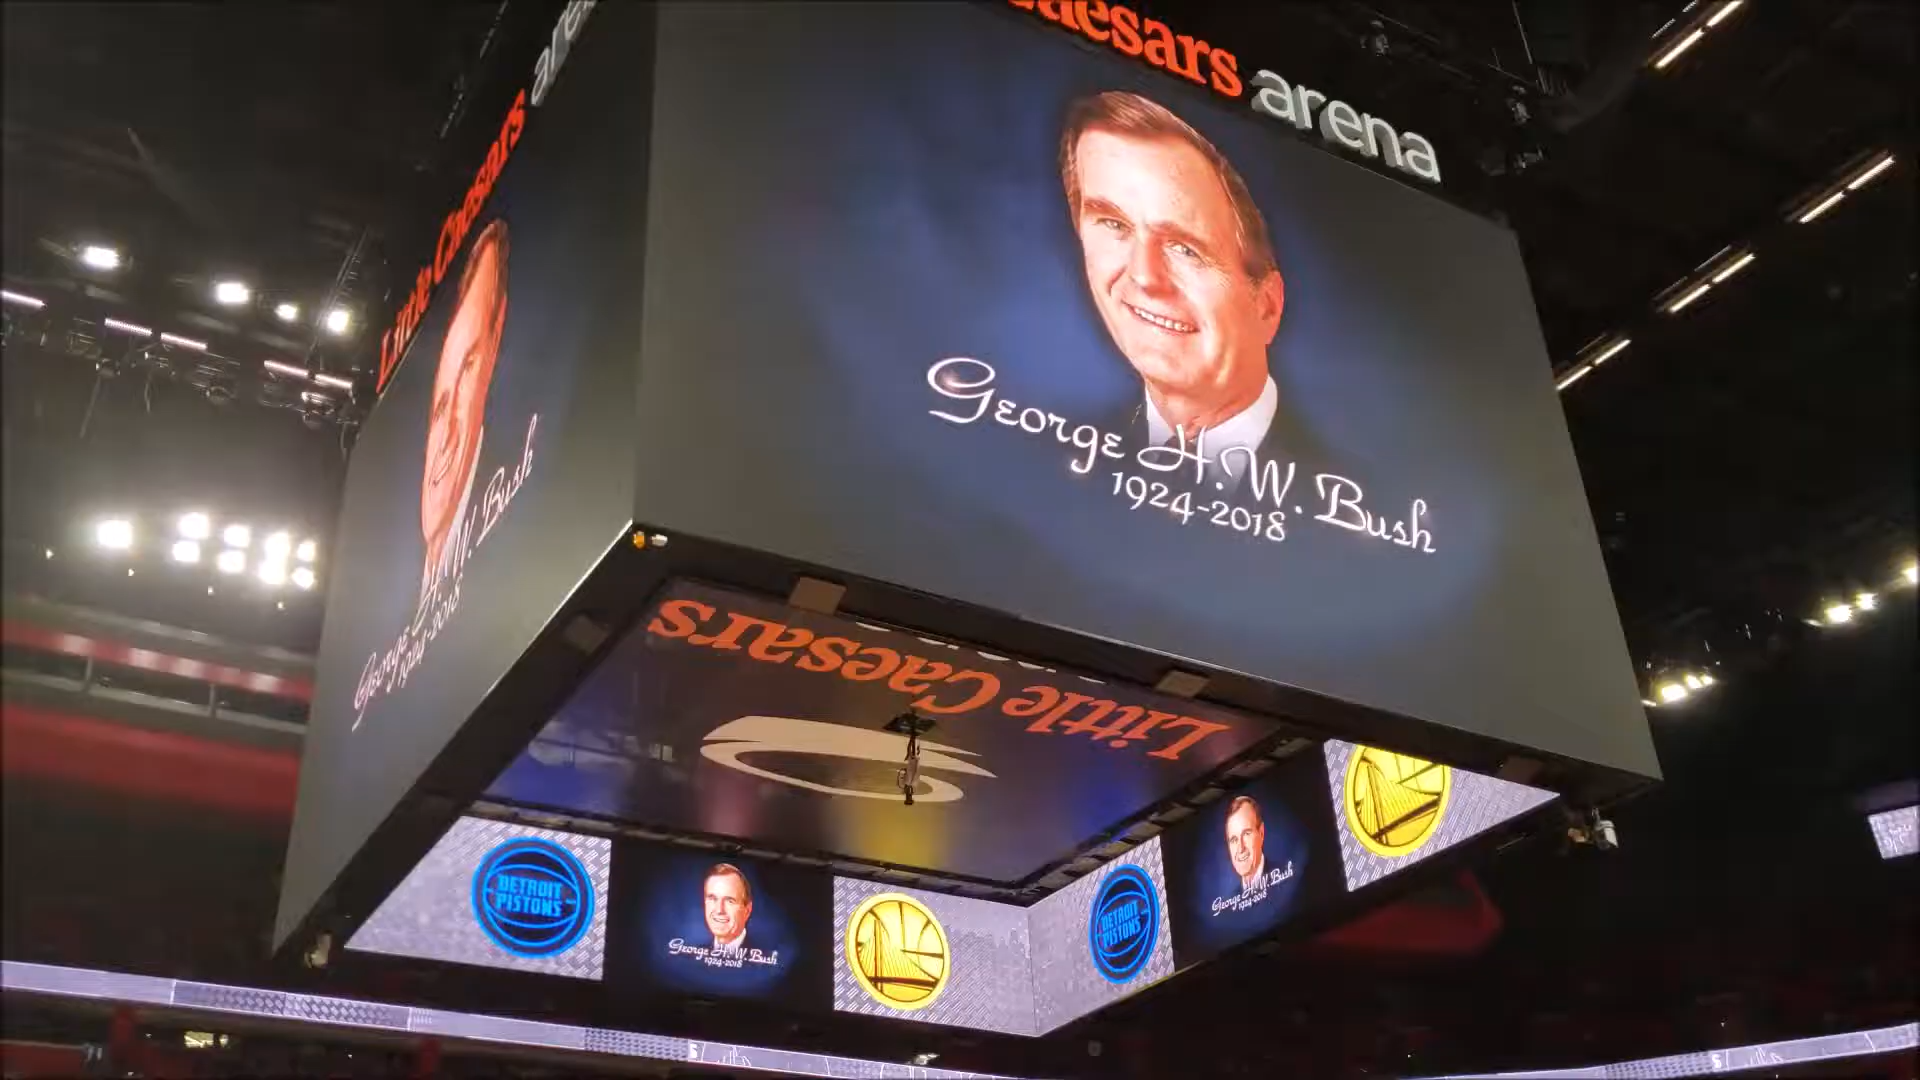 Caesars arena
Little Caesars are
George H.W. Bush
1924-2018
W. Bush
George H.
1924-2018
Little Caesars
DETROIT
PISTONS
George H.W. Bush
1924-2018
DETROIT
PISTONS
George H.W. Bush
1924-2018